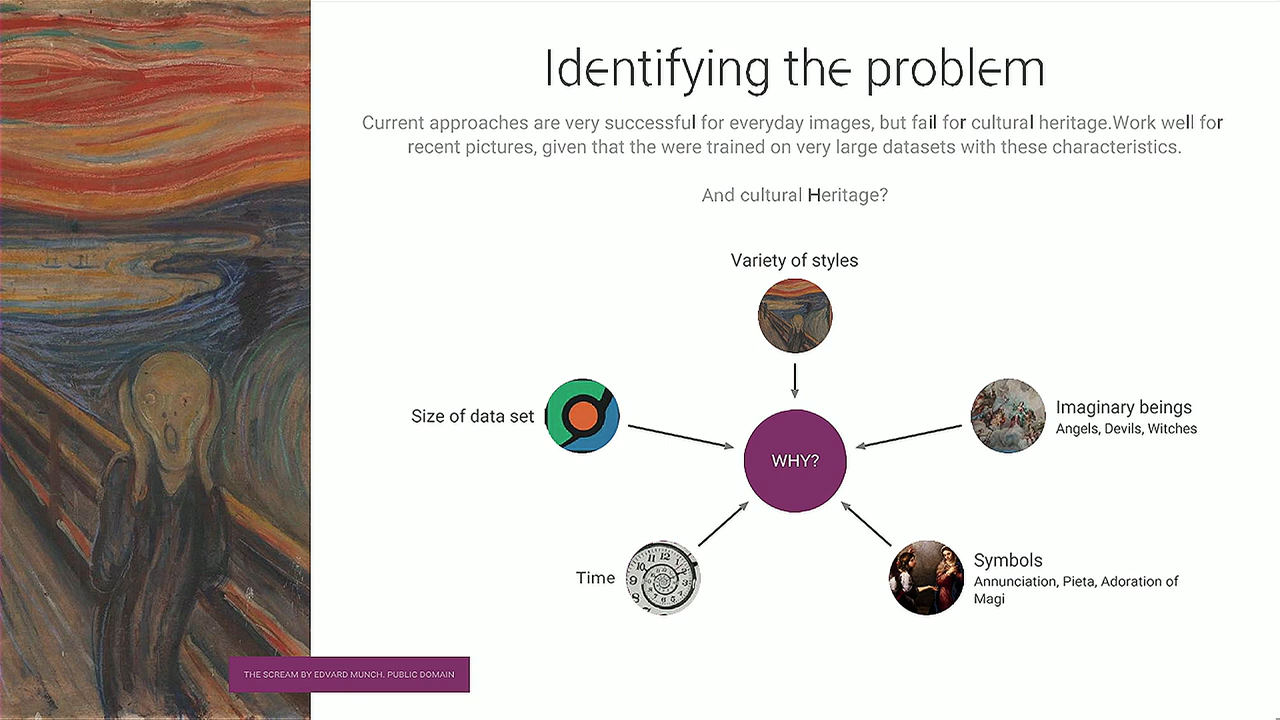 Identifying the problem
Current approaches are very successful for everyday images, but fail for cultural heritage.Work well for
recent pictures, given that the were trained on very large datasets with these characteristics.
And cultural Heritage?
Variety of styles
Size of data set
Imaginary beings
Angels, Devils, Witches
WHY?
Time
Symbols
Annunciation, Pieta, Adoration of
Magi
THE SCREAM BY EDVARD MUNCH. PUBLIC DOMAIN